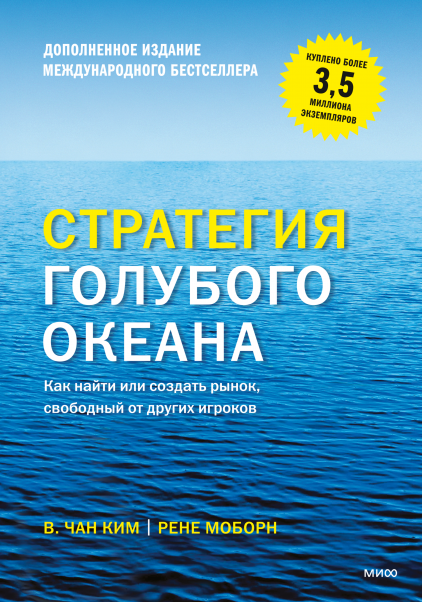 ДОПОЛНЕННОЕ ИЗДАНИЕ
МЕЖДУНАРОДНОГО БЕСТСЕЛЛЕРА
КУПЛЕНО БОЛЕЕ
3,5
МИЛЛИОНА
ЭКЗЕМПЛЯРОВ
СТРАТЕГИЯ
ГОЛУБОГО
ОКЕАНА
Как найти или создать рынок,
свободный от других игроков
В. ЧАН КИМ | РЕНЕ МОБОРН
МИФ